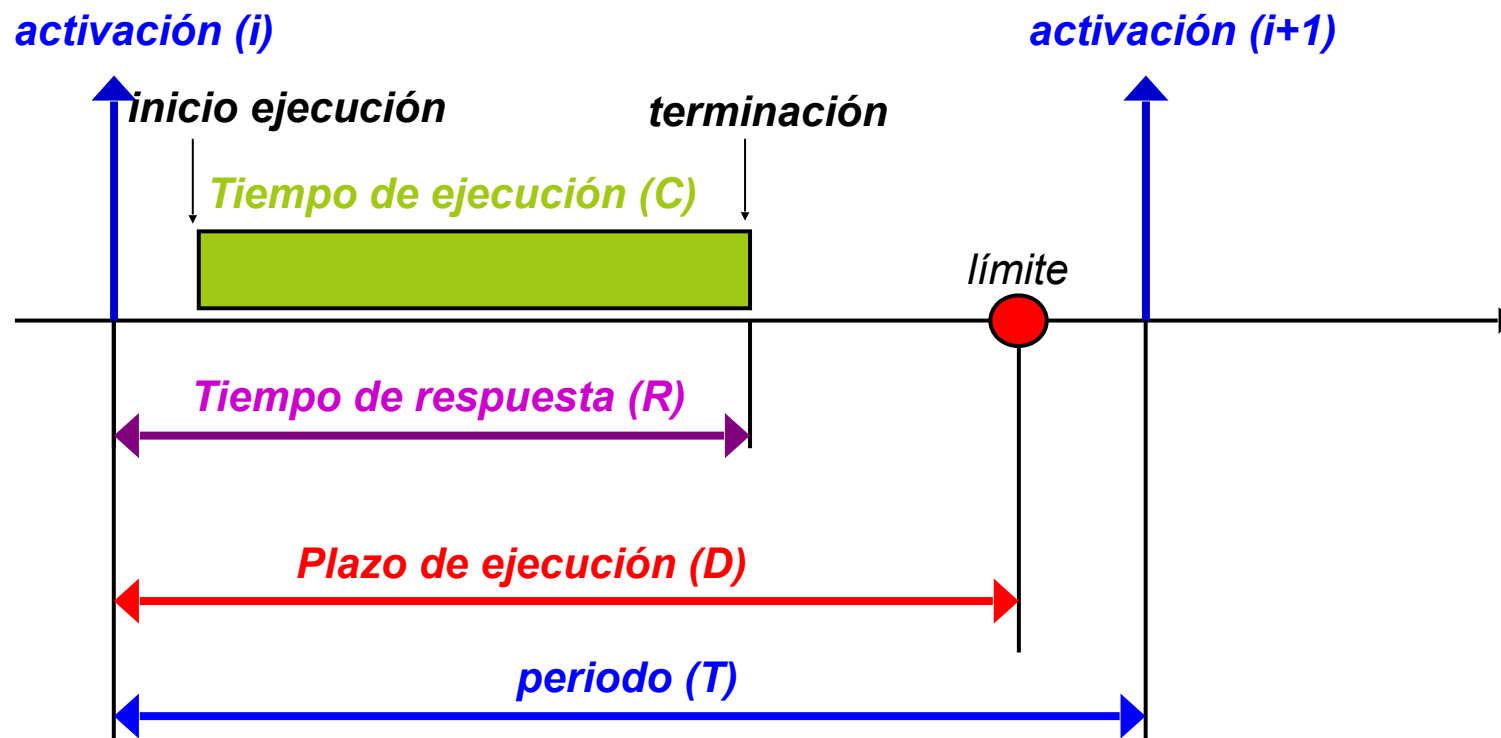 activación (i)
activación (i+1)
inicio ejecución
terminación
Tiempo de ejecución (C)
límite
Tiempo de respuesta (R)
Plazo de ejecución (D)
periodo (T)